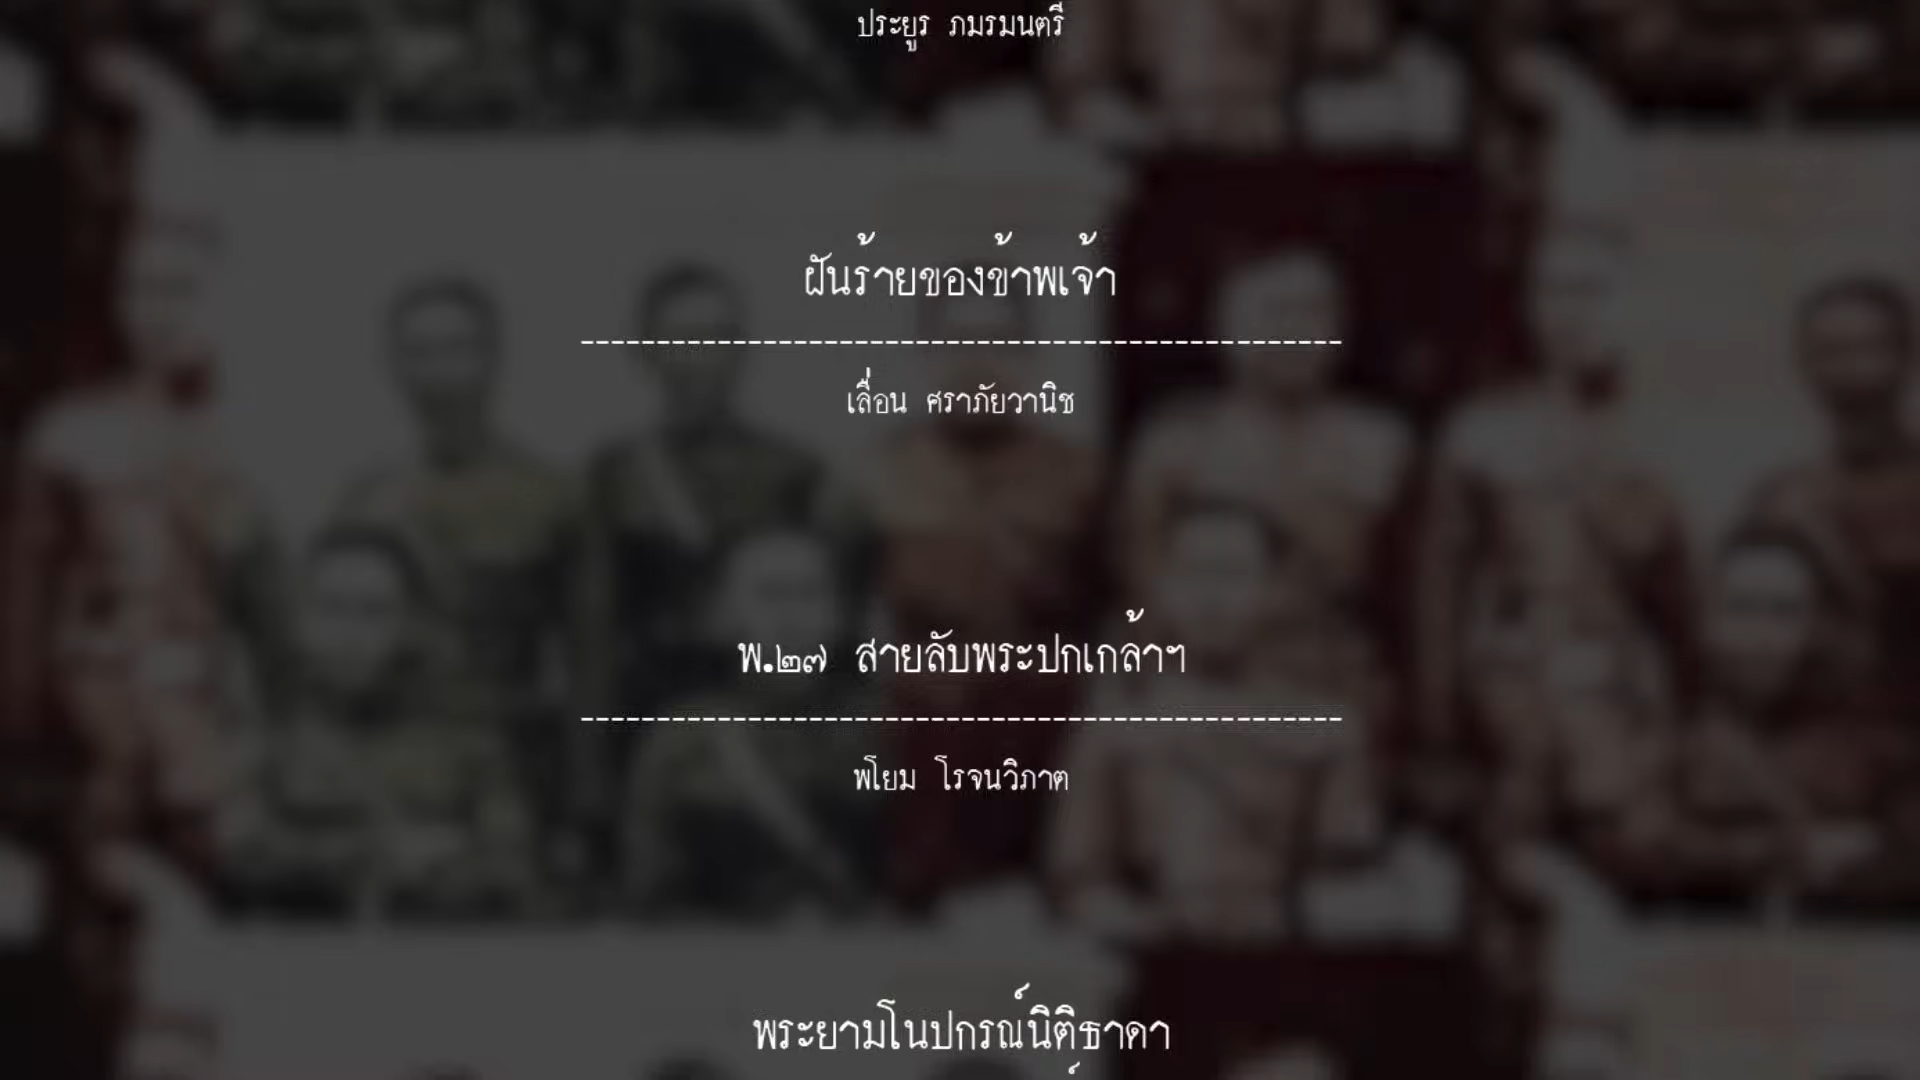 ประยูร ภมรมนตรี
ฝันร้ายของข้าพเจ้า
--------------------------------------------------
เลื่อน ศราภัยวานิช
พ.๒๗ สายลับพระปกเกล้าฯ
--------------------------------------------------
พโยม โรจนวิภาต
พระยามโนปกรณ์นิติธาดา